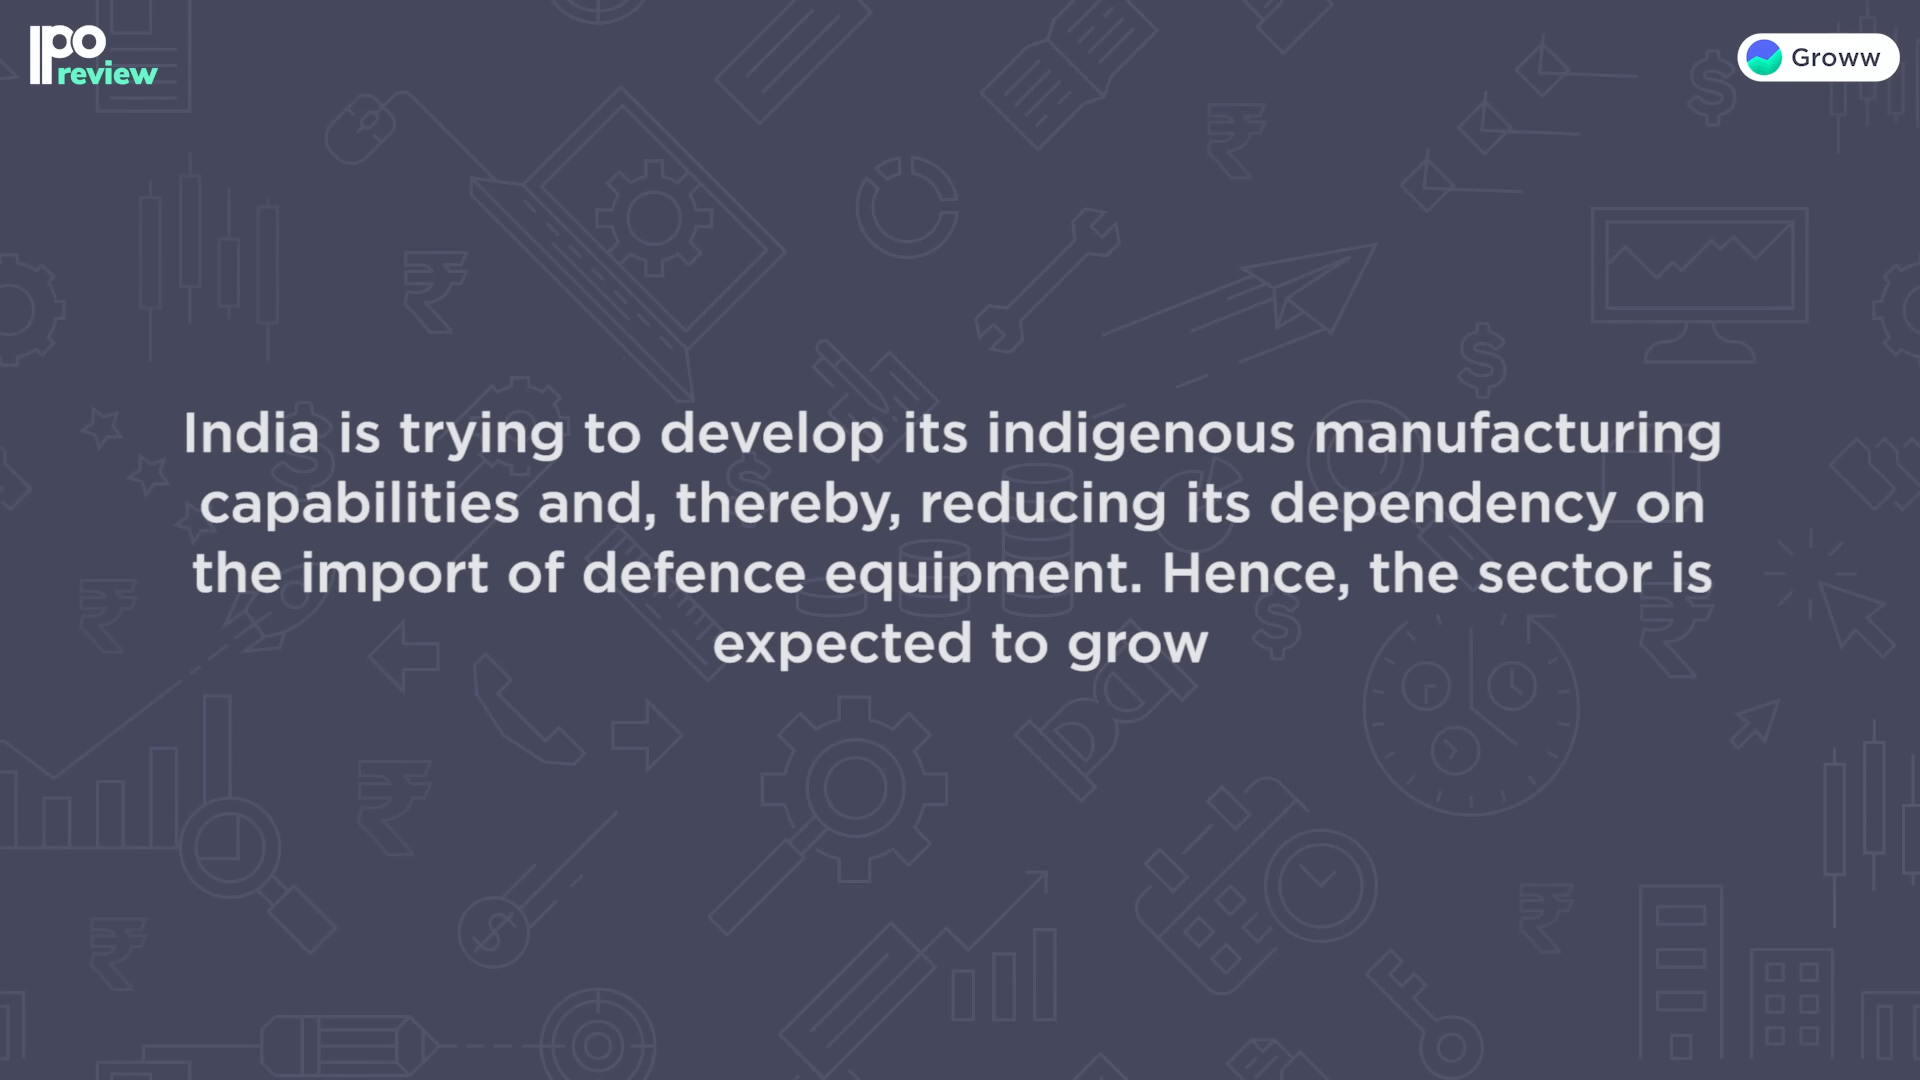 IPO
review
Groww
India is trying to develop its indigenous manufacturing
capabilities and, thereby, reducing its dependency on
the import of defence equipment. Hence, the sector is
expected to grow